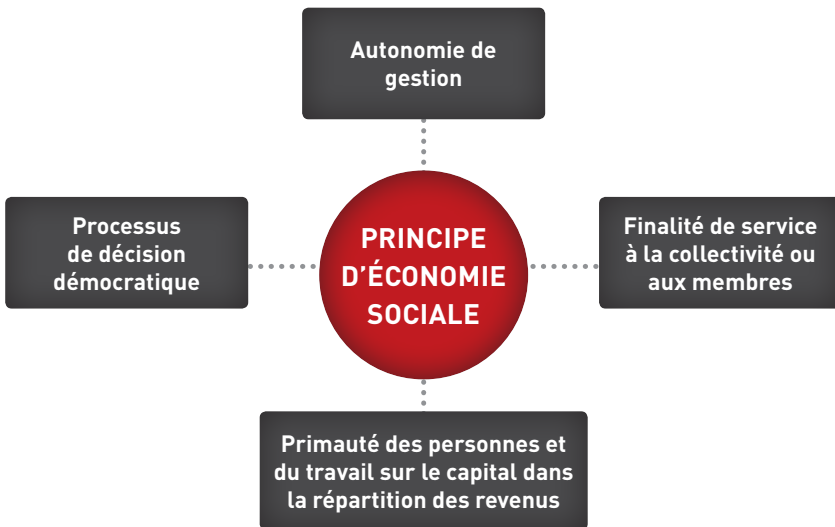 Autonomie de
gestion
Processus
de décision
démocratique
PRINCIPE
D'ÉCONOMIE
SOCIALE
Finalité de service
à la collectivité ou
aux membres
Primauté des personnes et
du travail sur le capital dans
la répartition des revenus